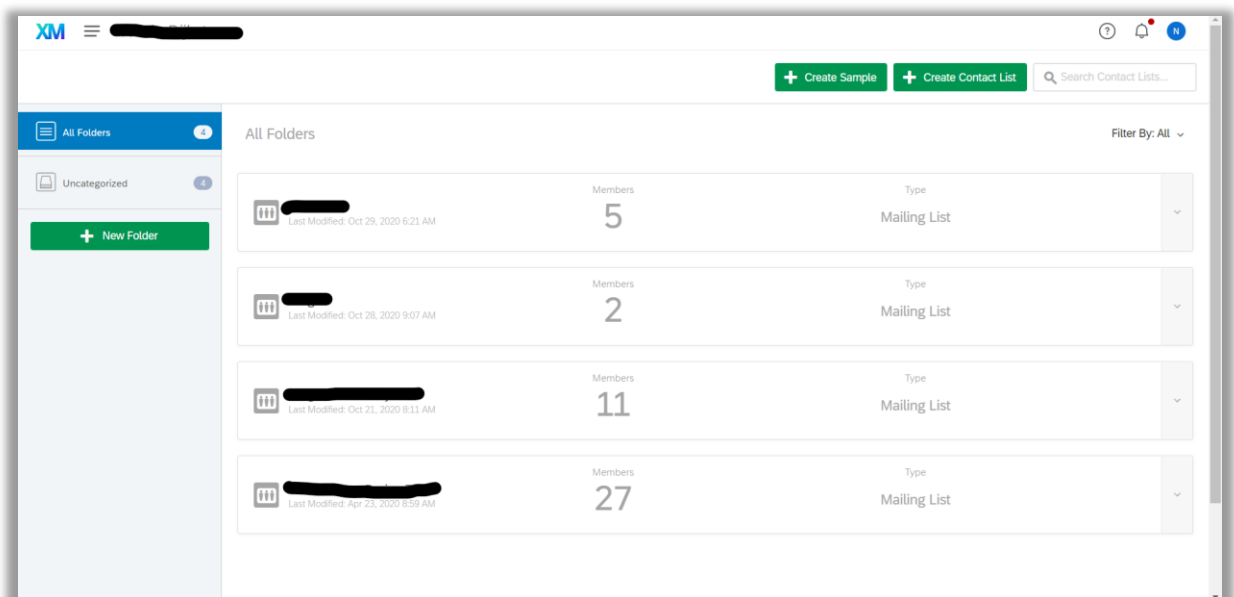 XM
N
Create Sample
Create Contact List
Search Contact Lists...
All Folders 4
Uncategorized 4
New Folder
All Folders
Filter By: All
Members
5
Type
Mailing List
Last Modified: Oct 29, 2020 6:21 AM
Members
2
Type
Mailing List
Last Modified: Oct 28, 2020 9:07 AM
Members
11
Type
Mailing List
Last Modified: Oct 21, 2020 8:11 AM
Members
27
Type
Mailing List
Last Modified: Apr 23, 2020 8:59 AM